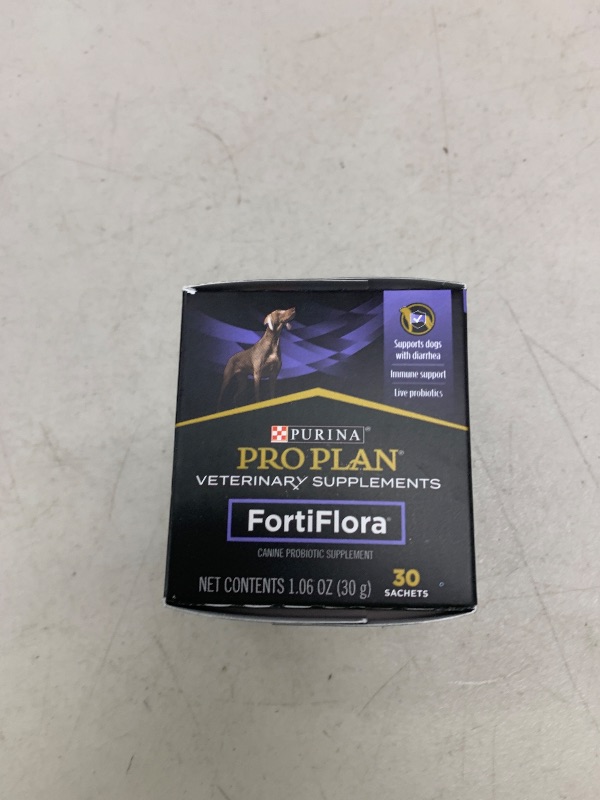 Supports dogs
with diarrhea
Immune support
Live probiotics
PURINA®
PRO PLAN®
VETERINARY SUPPLEMENTS
FortiFlora®
CANINE PROBIOTIC SUPPLEMENT
NET CONTENTS 1.06 OZ (30 g)
30
SACHETS